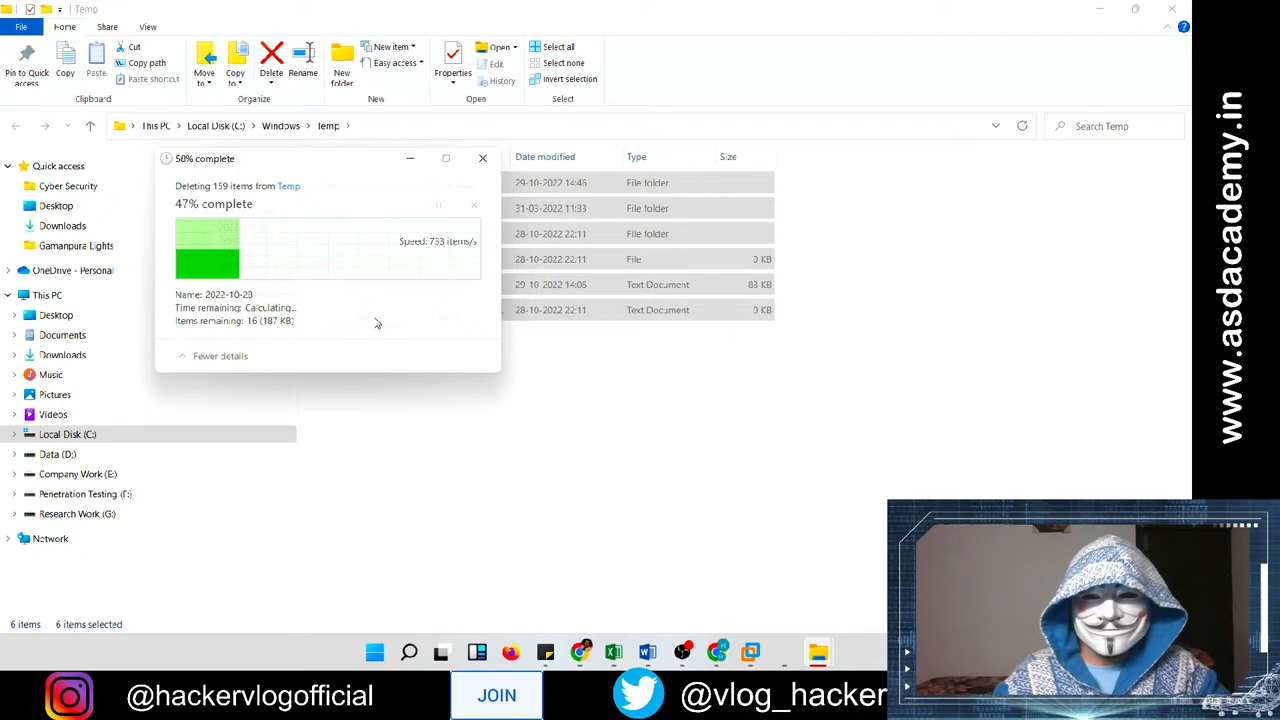 Temp
File
Home
Share
View
Pin to Quick
access
Copy
Paste
Cut
Copy path
Paste shortcut
Clipboard
Move
to
Copy
to
Delete
Rename
Organize
New
folder
New item
Easy access
New
Properties
Open
Edit
History
Open
Select all
Select none
Invert selection
Select
This PC > Local Disk (C:) > Windows > Temp >
Search Temp
Quick access
Cyber Security
Desktop
Downloads
Gamanpura Lights
OneDrive - Personal
This PC
Desktop
Documents
Downloads
Music
Pictures
Videos
Local Disk (C:)
Data (D:)
Company Work (E:)
Penetration Testing (F:)
Research Work (G:)
Network
58% complete
Deleting 159 items from Temp
47% complete
Speed: 733 items/s
Name: 2022-10-28
Time remaining: Calculating...
Items remaining: 16 (187 KB)
Fewer details
Date modified Type Size
29-10-2022 14:46 File folder
31-03-2022 11:33 File folder
28-10-2022 22:11 File folder
28-10-2022 22:11 File 0 KB
29-10-2022 14:06 Text Document 83 KB
28-10-2022 22:11 Text Document 0 KB
6 items 6 items selected
www.asdacademy.in
@hackervlogofficial
JOIN
@vlog_hacker